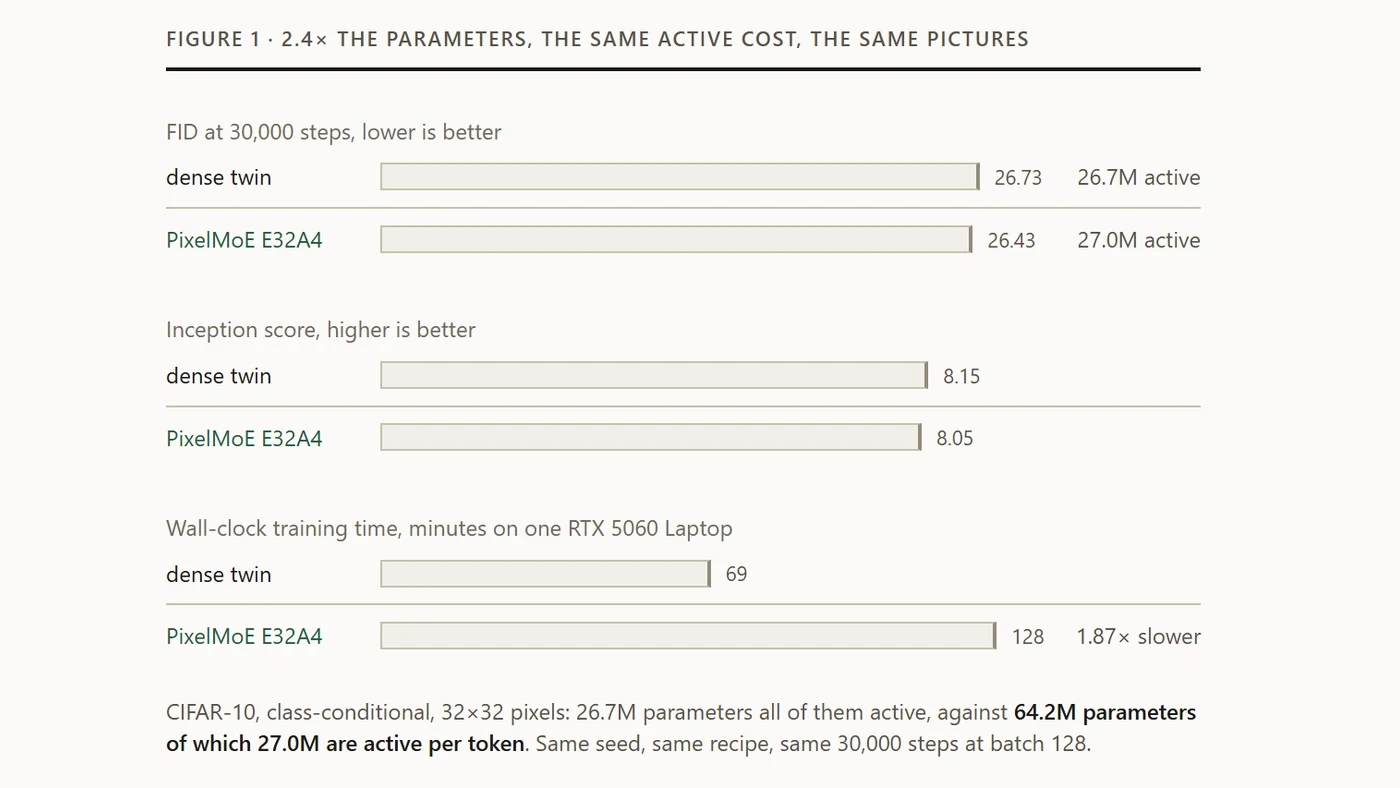 FIGURE 1 · 2.4× THE PARAMETERS, THE SAME ACTIVE COST, THE SAME PICTURES
FID at 30,000 steps, lower is better
dense twin 26.73 26.7M active
PixelMoE E32A4 26.43 27.0M active
Inception score, higher is better
dense twin 8.15
PixelMoE E32A4 8.05
Wall-clock training time, minutes on one RTX 5060 Laptop
dense twin 69
PixelMoE E32A4 128 1.87× slower
CIFAR-10, class-conditional, 32×32 pixels: 26.7M parameters all of them active, against 64.2M parameters
of which 27.0M are active per token. Same seed, same recipe, same 30,000 steps at batch 128.